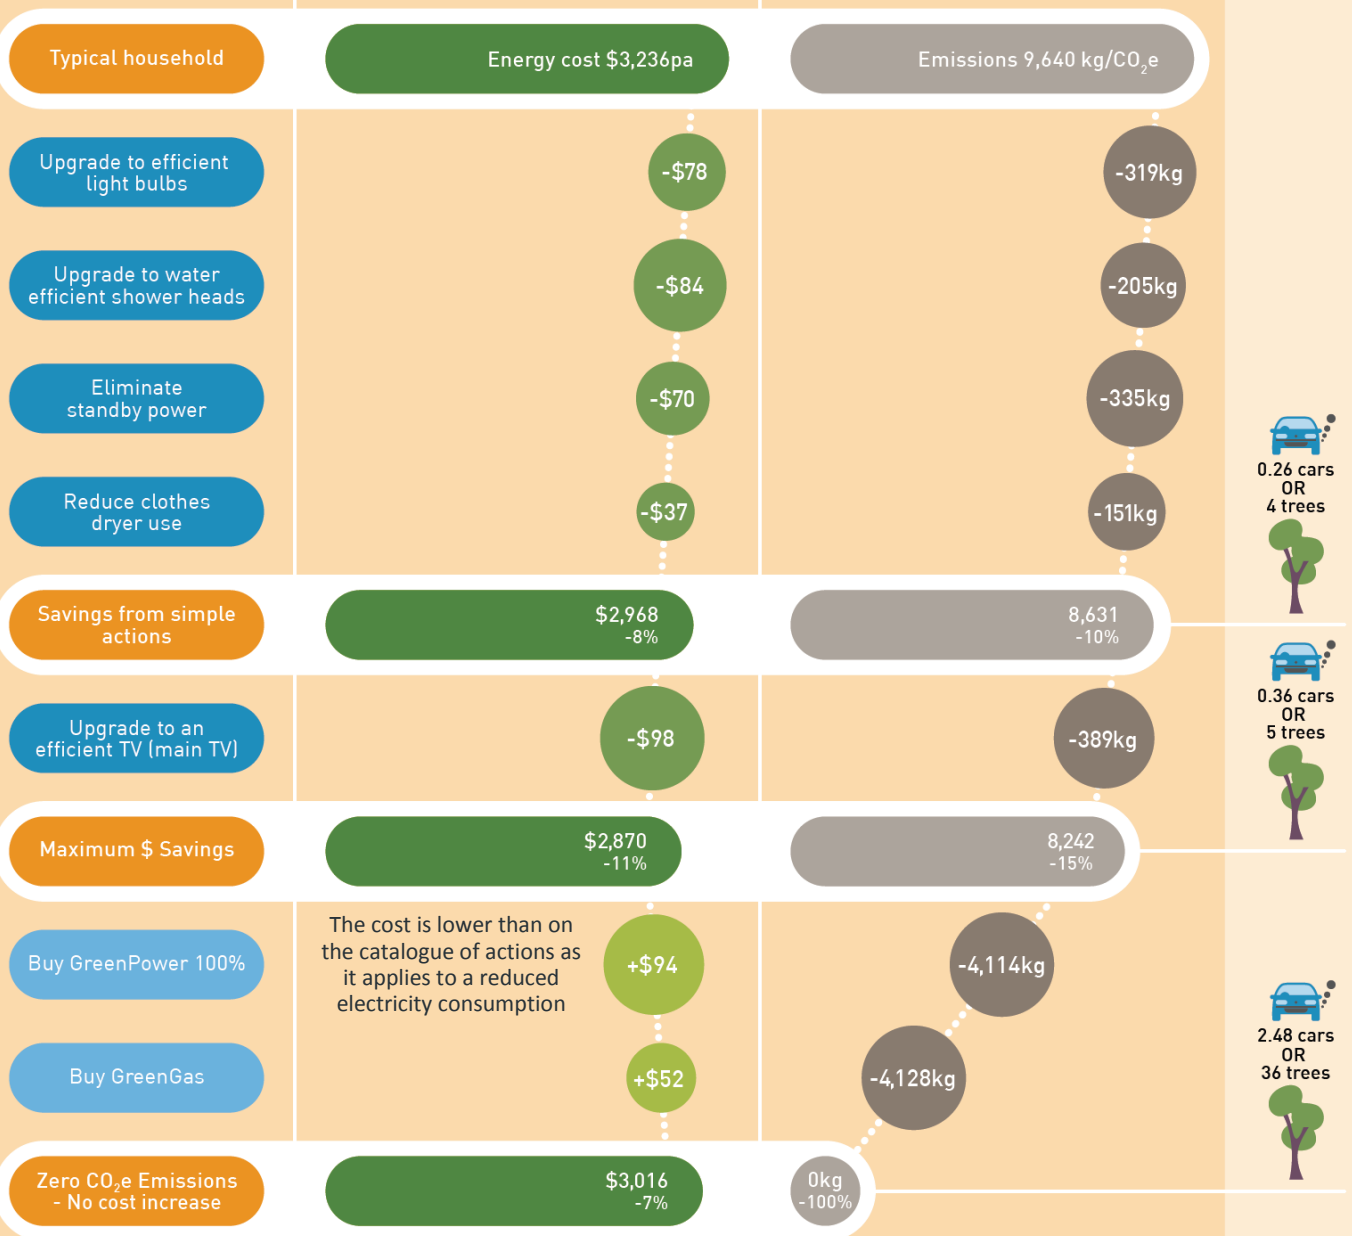 Typical household
Energy cost $3,236pa
Emissions 9,640 kg/CO₂e
Upgrade to efficient
light bulbs
-$78
-319kg
Upgrade to water
efficient shower heads
-$84
-205kg
Eliminate
standby power
-$70
-335kg
Reduce clothes
dryer use
-$37
-151kg
0.26 cars
OR
4 trees
Savings from simple
actions
$2,968
-8%
8,631
-10%
Upgrade to an
efficient TV (main TV)
-$98
-389kg
0.36 cars
OR
5 trees
Maximum $ Savings
$2,870
-11%
8,242
-15%
Buy GreenPower 100%
The cost is lower than on
the catalogue of actions as
it applies to a reduced
electricity consumption
+$94
-4,114kg
Buy GreenGas
+$52
-4,128kg
2.48 cars
OR
36 trees
Zero CO₂e Emissions
- No cost increase
$3,016
-7%
0kg
-100%